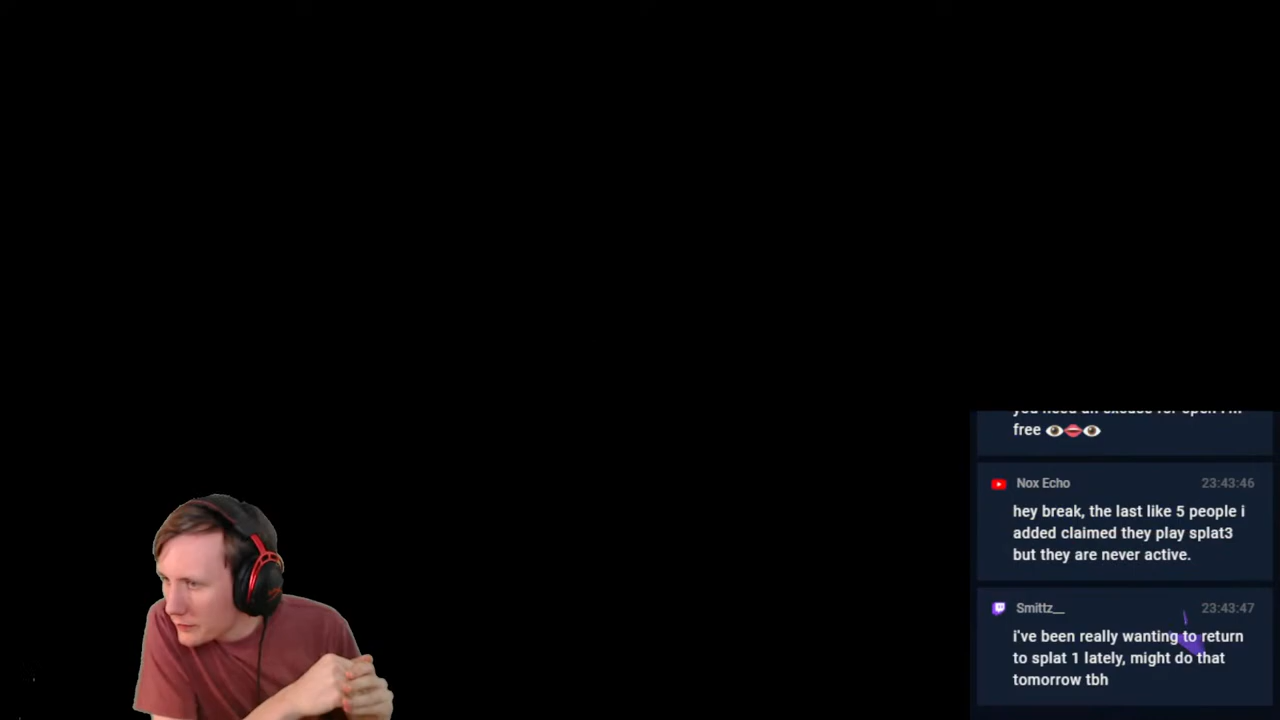 free 👁️👄👁️
Nox Echo 23:43:46
hey break, the last like 5 people i
added claimed they play splat3
but they are never active.
Smittz__ 23:43:47
i've been really wanting to return
to splat 1 lately, might do that
tomorrow tbh